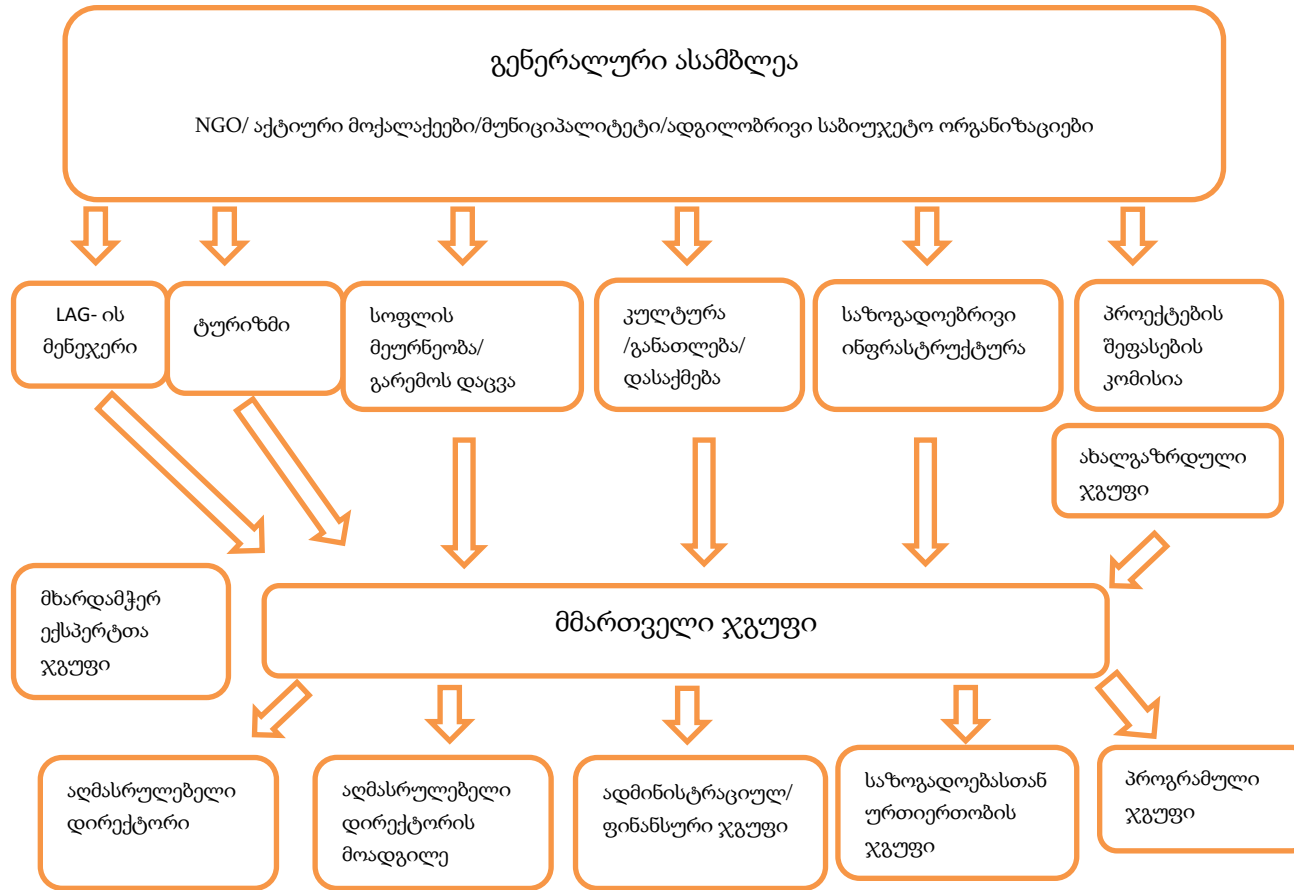 გენერალური ასამბლეა
NGO/ აქტიური მოქალაქეები/მუნიციპალიტეტი/ადგილობრივი საბიუჯეტო ორგანიზაციები
LAG- ის
მენეჯერი
ტურიზმი
სოფლის
მეურნეობა/
გარემოს დაცვა
კულტურა
/განათლება/
დასაქმება
საზოგადოებრივი
ინფრასტრუქტურა
პროექტების
შეფასების
კომისია
ახალგაზრდული
ჯგუფი
მხარდამჭერ
ექსპერტთა
ჯგუფი
მმართველი ჯგუფი
აღმასრულებელი
დირექტორი
აღმასრულებელი
დირექტორის
მოადგილე
ადმინისტრაციულ/
ფინანსური ჯგუფი
საზოგადოებასთან
ურთიერთობის
ჯგუფი
პროგრამული
ჯგუფი